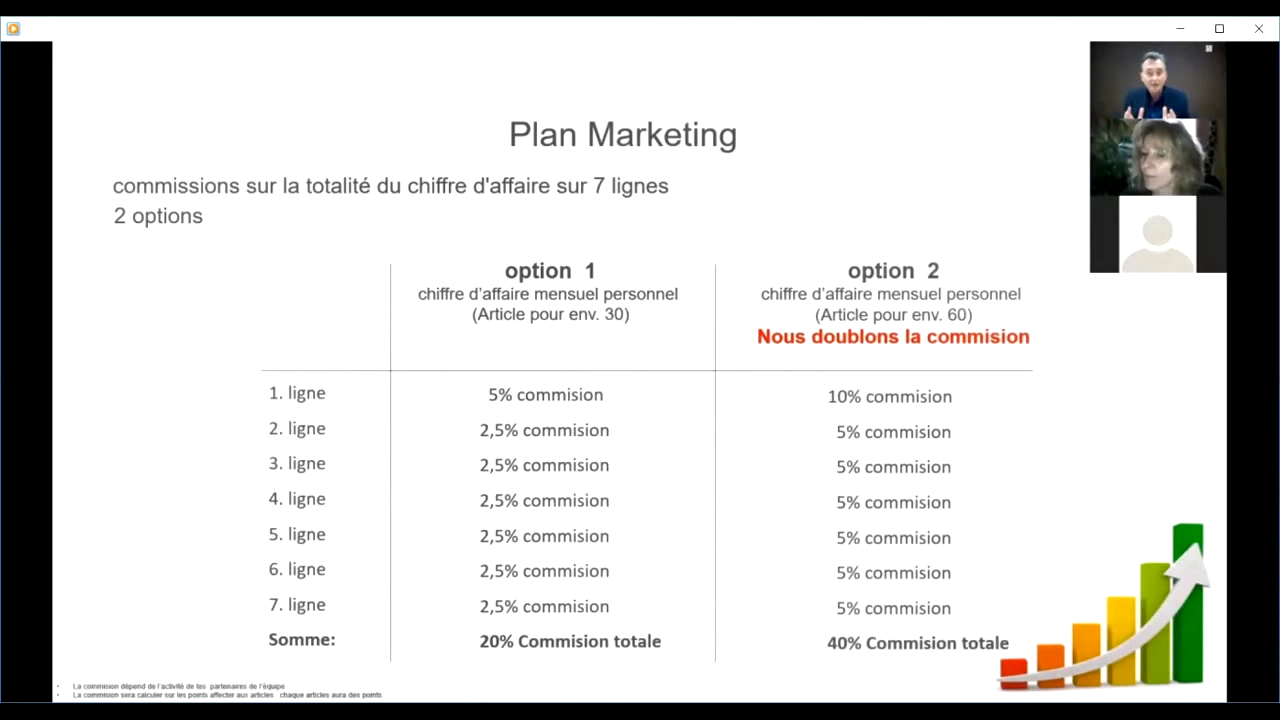 Plan Marketing
commissions sur la totalité du chiffre d'affaire sur 7 lignes
2 options
option 1
chiffre d'affaire mensuel personnel
(Article pour env. 30)
option 2
chiffre d'affaire mensuel personnel
(Article pour env. 60)
Nous doublons la commision
1. ligne 5% commision 10% commision
2. ligne 2,5% commision 5% commision
3. ligne 2,5% commision 5% commision
4. ligne 2,5% commision 5% commision
5. ligne 2,5% commision 5% commision
6. ligne 2,5% commision 5% commision
7. ligne 2,5% commision 5% commision
Somme: 20% Commision totale 40% Commision totale
La commision dépend de l'activité de tes partenaires de l'équipe
La commision sera calculer sur les points affecter aux articles chaque articles aura des points